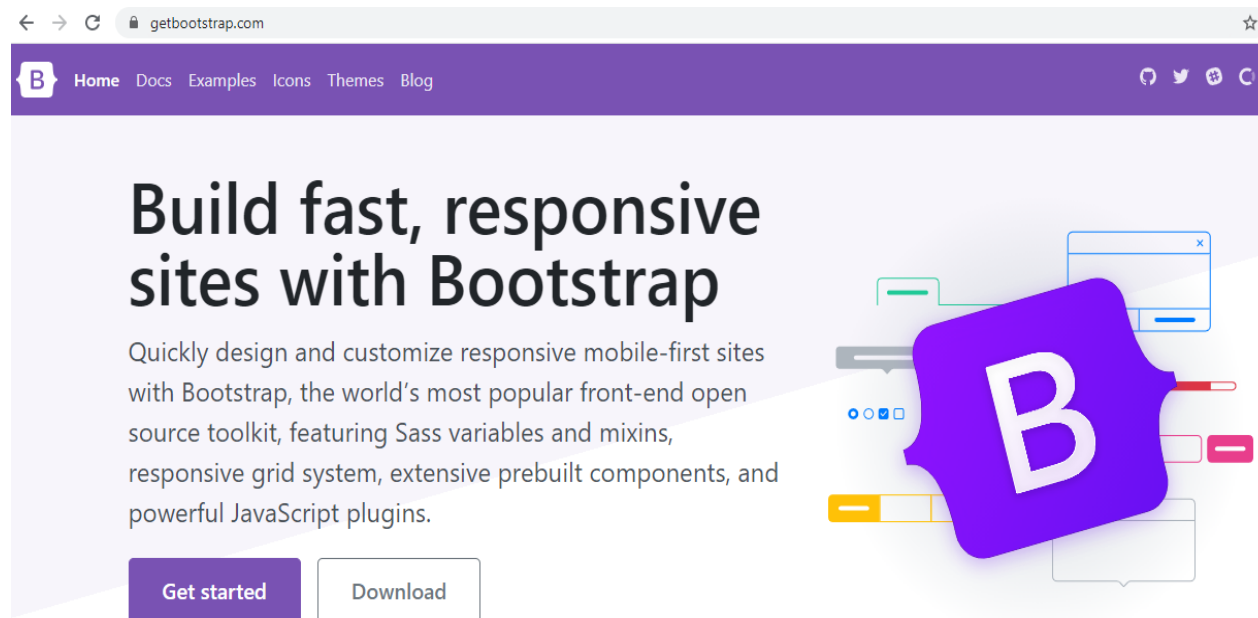 getbootstrap.com
B Home Docs Examples Icons Themes Blog
Build fast, responsive
sites with Bootstrap
Quickly design and customize responsive mobile-first sites
with Bootstrap, the world’s most popular front-end open
source toolkit, featuring Sass variables and mixins,
responsive grid system, extensive prebuilt components, and
powerful JavaScript plugins.
B
Get started Download